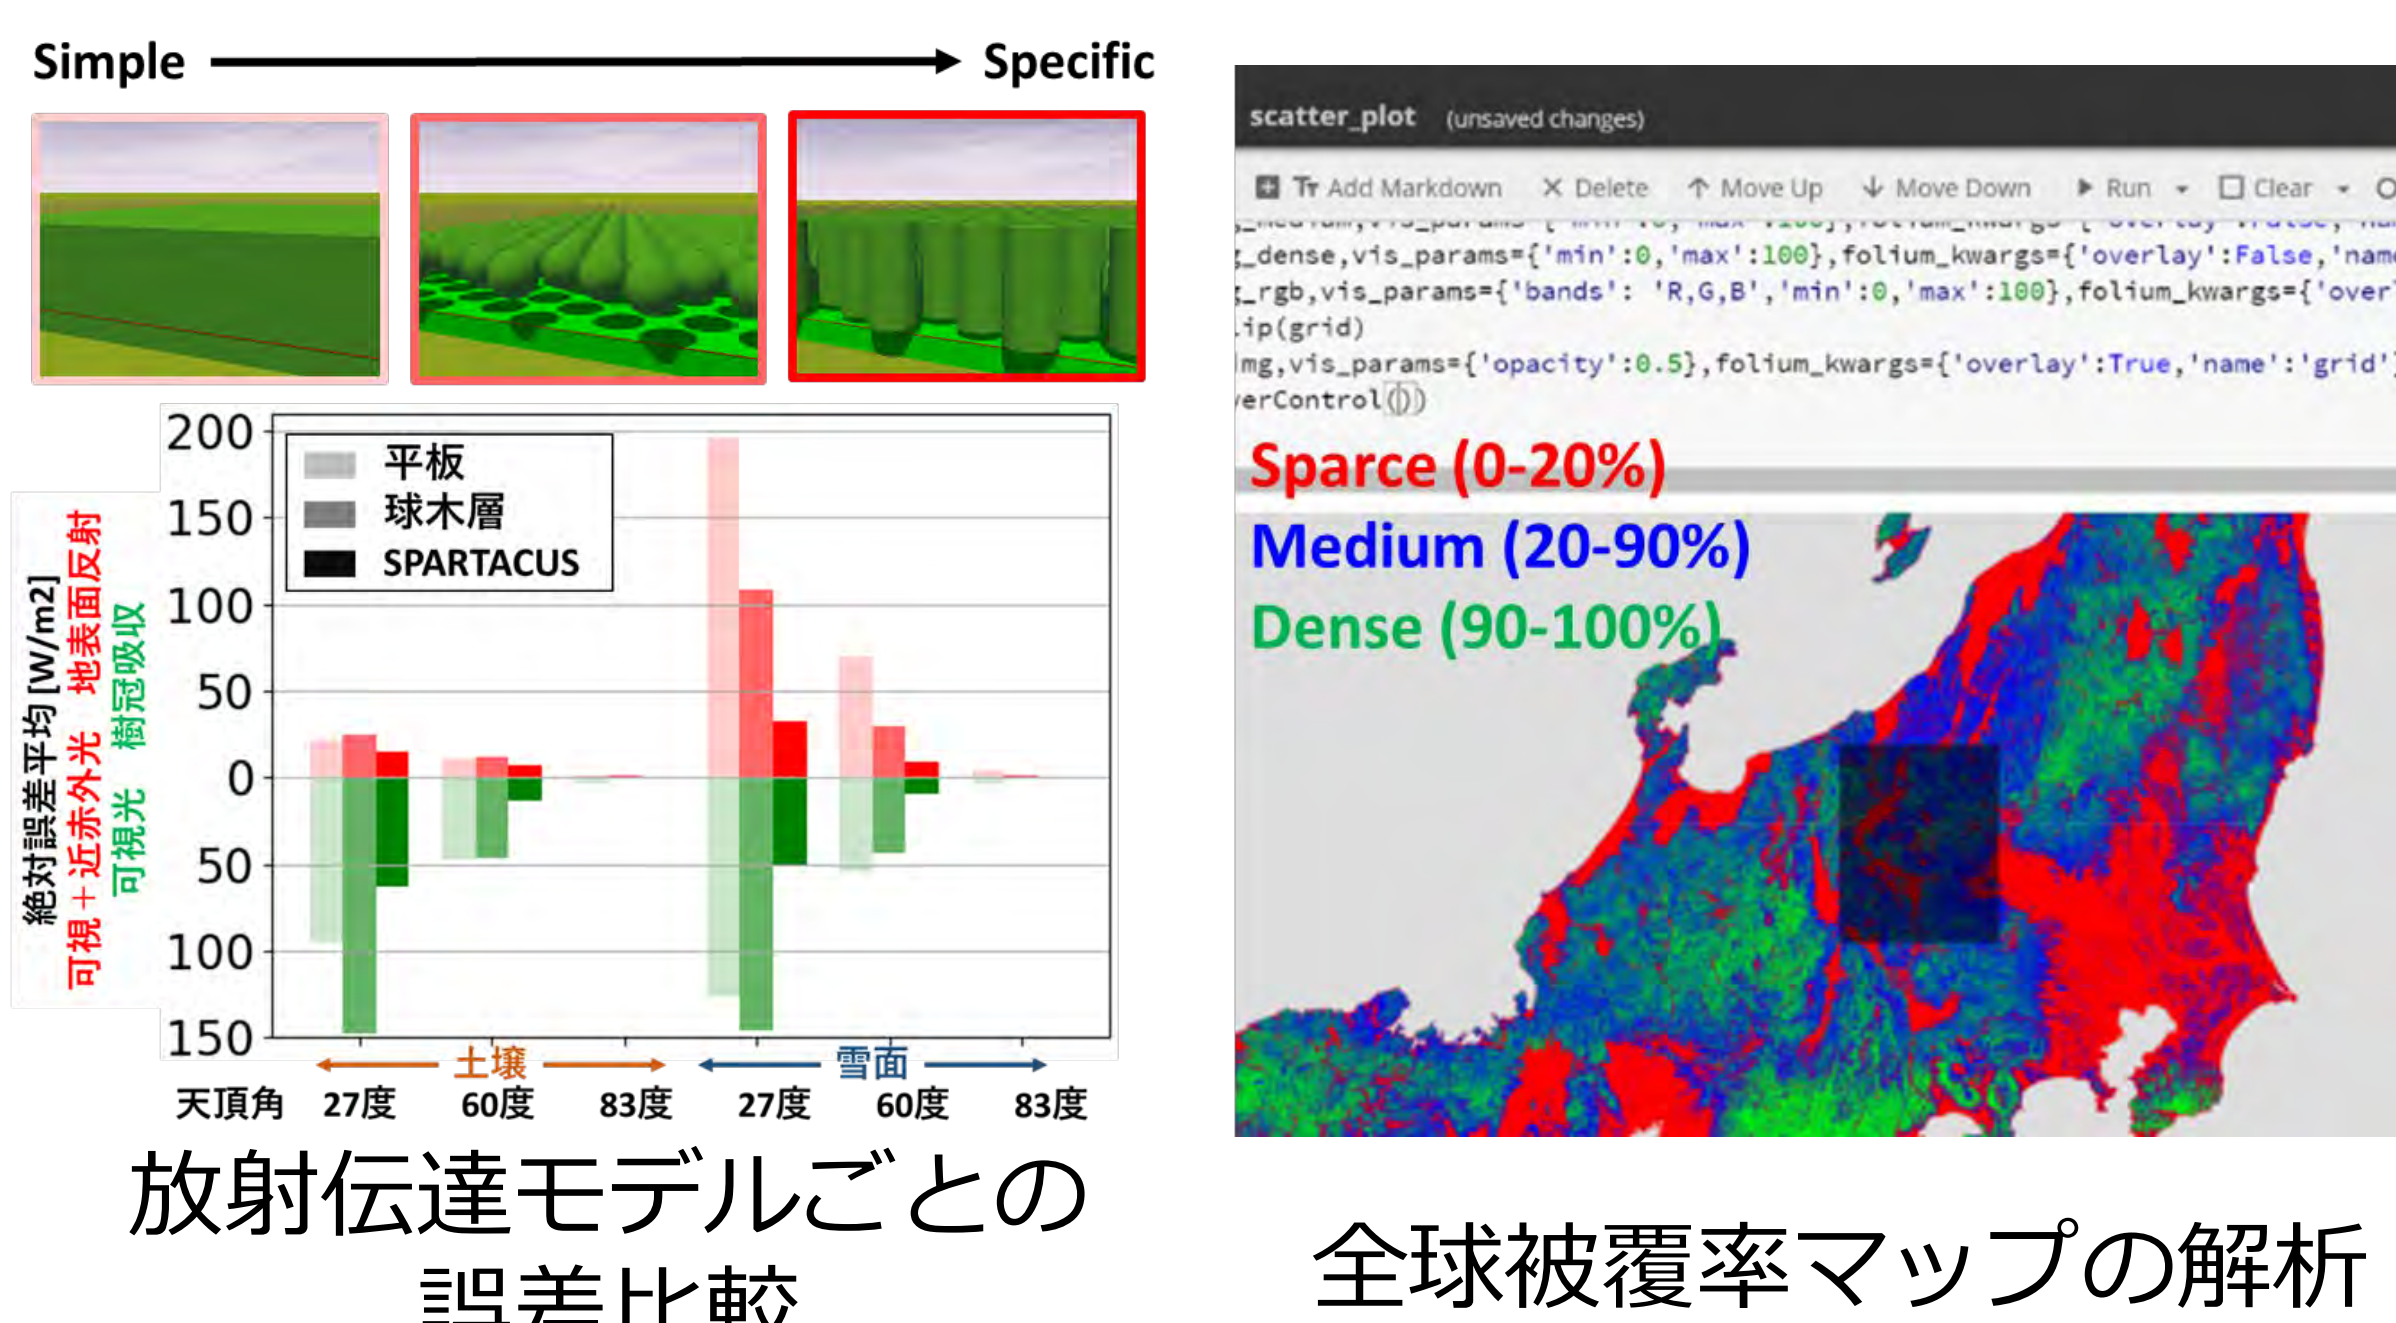 Simple
Specific
200
150
100
50
0
50
100
150
平板
球木層
SPARTACUS
絶対誤差平均 [W/m2]
可視＋近赤外光　地表面反射
可視光　樹冠吸収
土壌
雪面
天頂角 27度 60度 83度 27度 60度 83度
放射伝達モデルごとの
誤差比較
scatter_plot (unsaved changes)
Tт Add Markdown Delete Move Up Move Down Run Clear
_dense,vis_params={'min':0,'max':100},folium_kwargs={'overlay':False,'name
_rgb,vis_params={'bands': 'R,G,B','min':0,'max':100},folium_kwargs={'over
ip(grid)
mg,vis_params={'opacity':0.5},folium_kwargs={'overlay':True,'name':'grid'
erControl())
Sparce (0-20%)
Medium (20-90%)
Dense (90-100%)
全球被覆率マップの解析